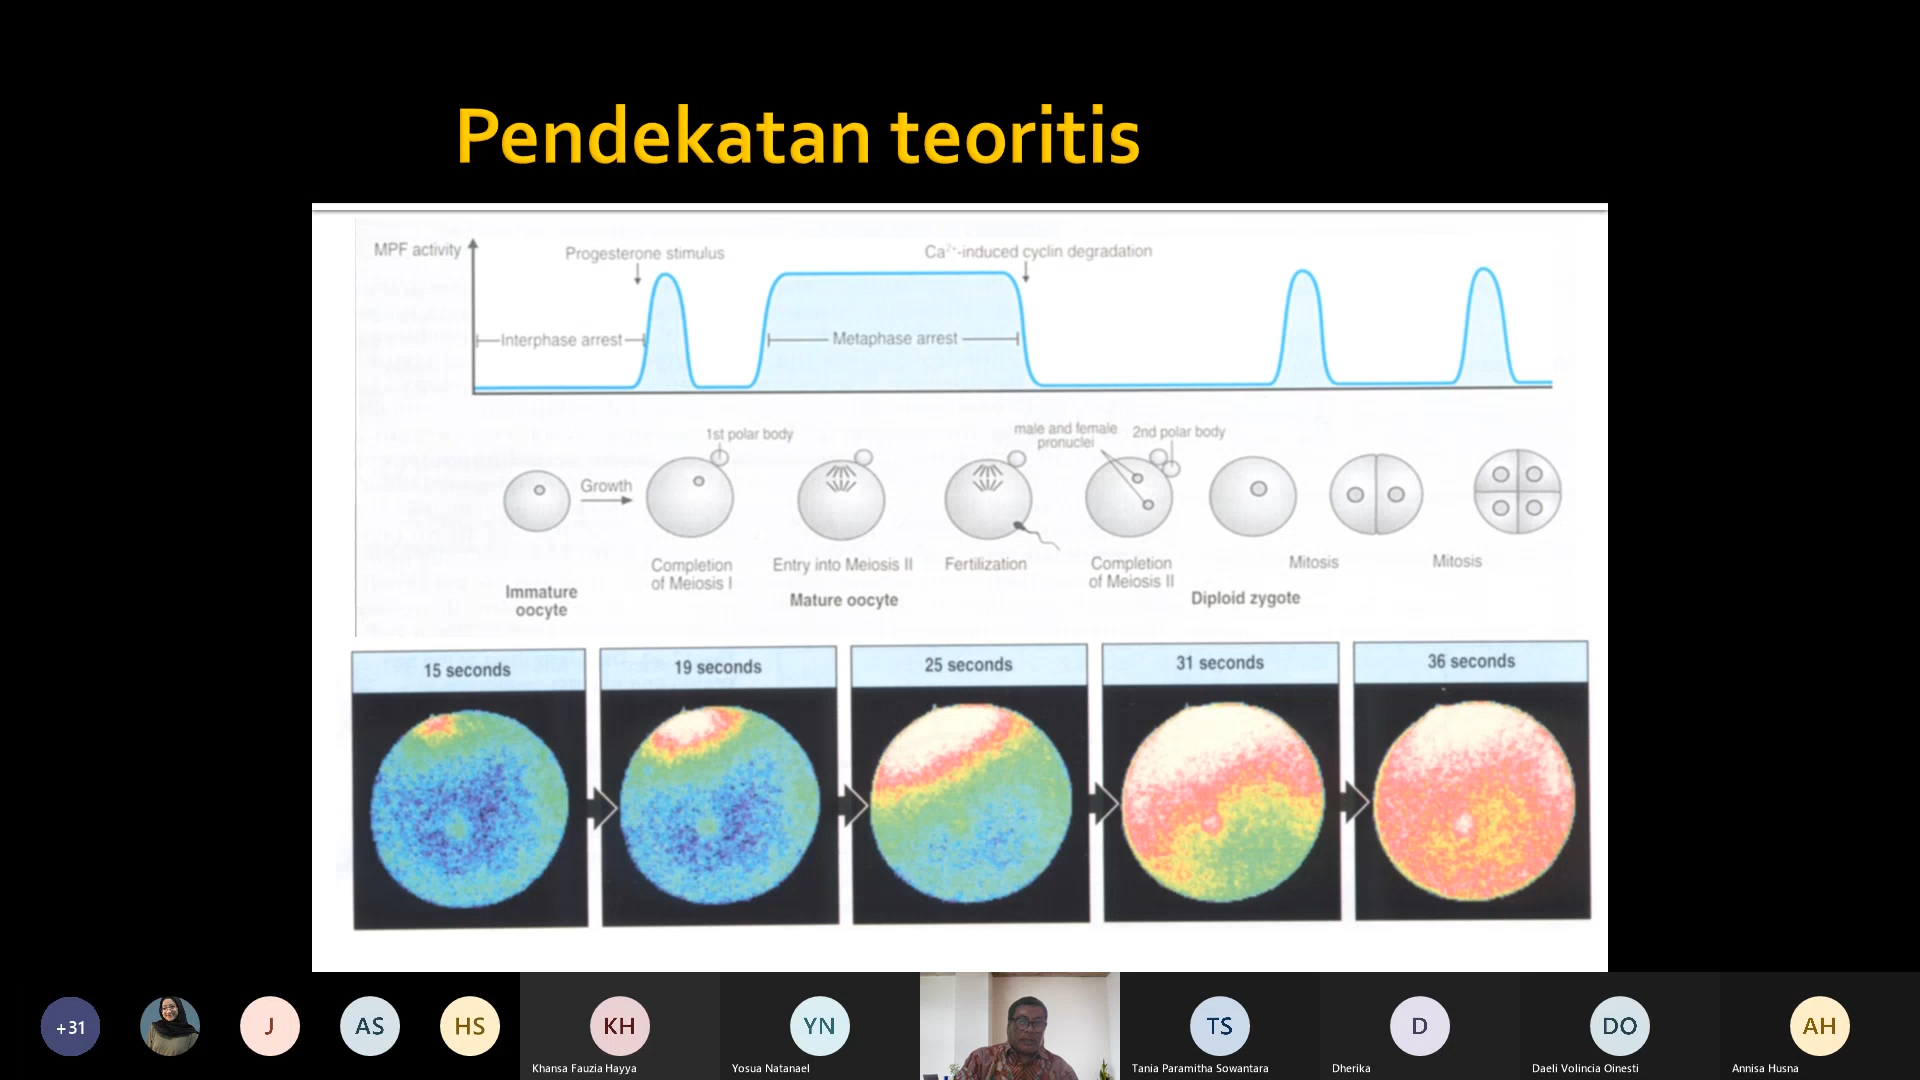 Pendekatan teoritis
MPF activity
Progesterone stimulus
Ca²⁺-induced cyclin degradation
Interphase arrest
Metaphase arrest
1st polar body
male and female
pronuclei
2nd polar body
Growth
Completion
of Meiosis I
Entry into Meiosis II
Fertilization
Completion
of Meiosis II
Mitosis
Mitosis
Immature
oocyte
Mature oocyte
Diploid zygote
15 seconds
19 seconds
25 seconds
31 seconds
36 seconds
+31
J
AS
HS
KH
Khansa Fauzia Hayya
YN
Yosua Natanael
TS
Tania Paramitha Sowantara
D
Dherika
DO
Daeli Volincia Oinesti
AH
Annisa Husna